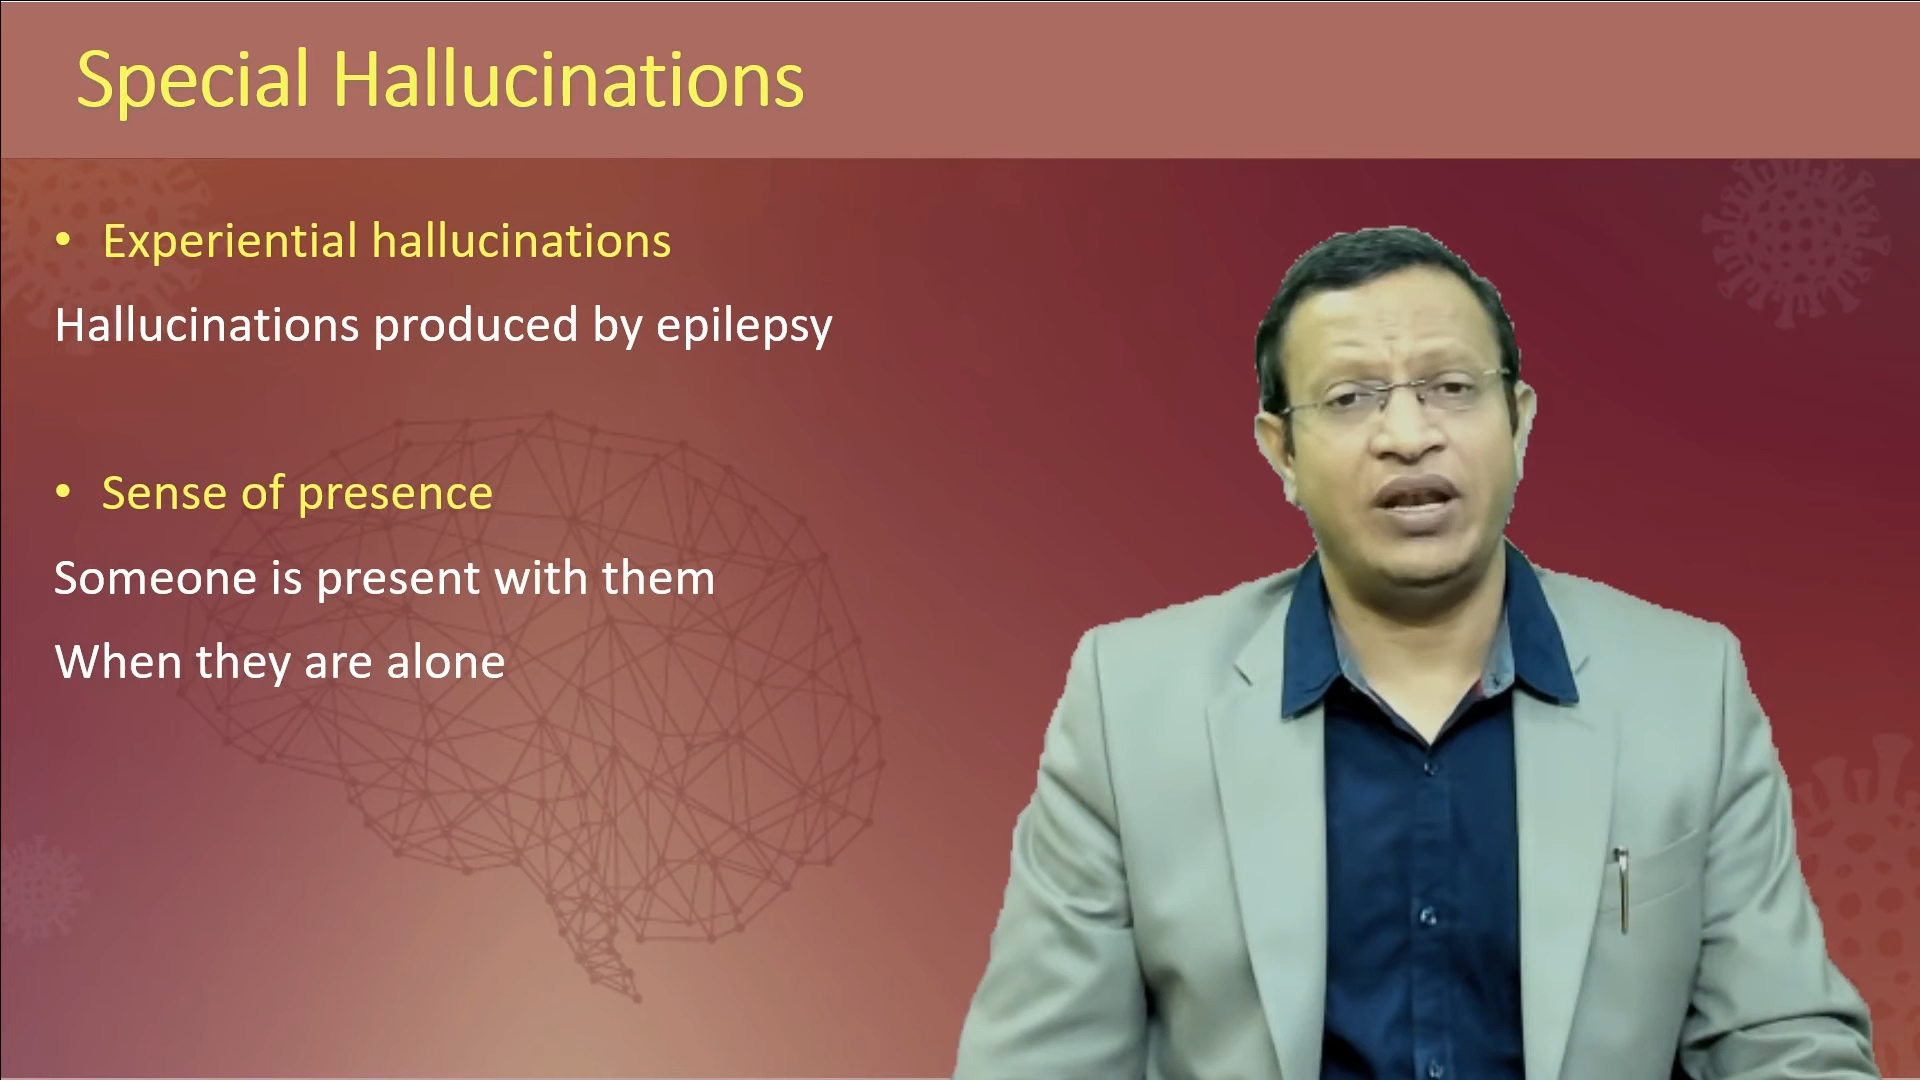 Special Hallucinations
• Experiential hallucinations
Hallucinations produced by epilepsy
• Sense of presence
Someone is present with them
When they are alone